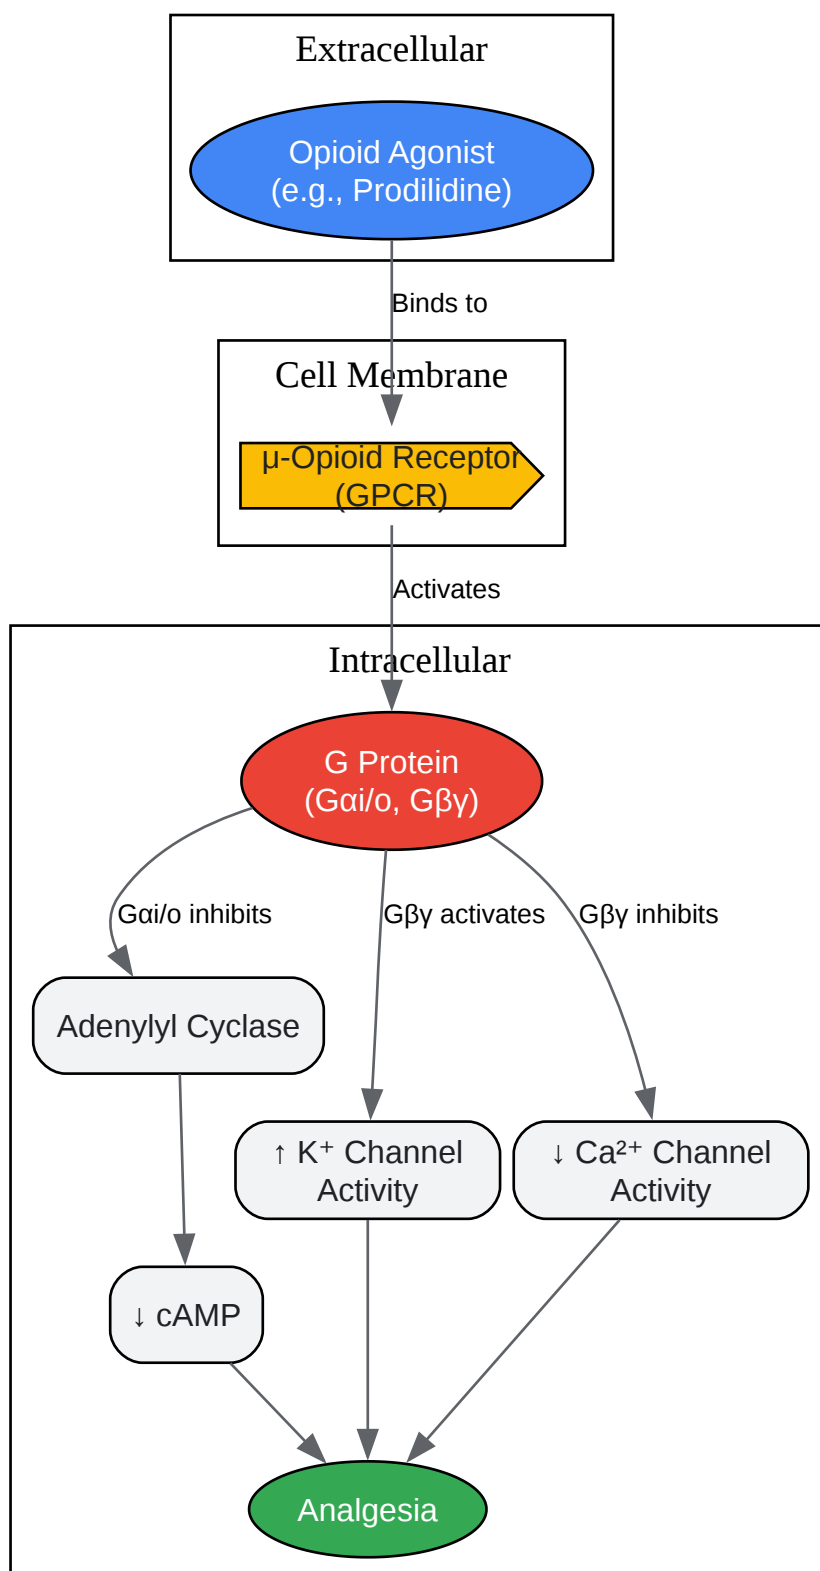 Extracellular
Opioid Agonist
(e.g., Prodilidine)
Binds to
Cell Membrane
μ-Opioid Receptor
(GPCR)
Activates
Intracellular
G Protein
(Gαi/o, Gβγ)
Gαi/o inhibits
Gβγ activates
Gβγ inhibits
Adenylyl Cyclase
↑ K⁺ Channel
Activity
↓ Ca²⁺ Channel
Activity
↓ cAMP
Analgesia